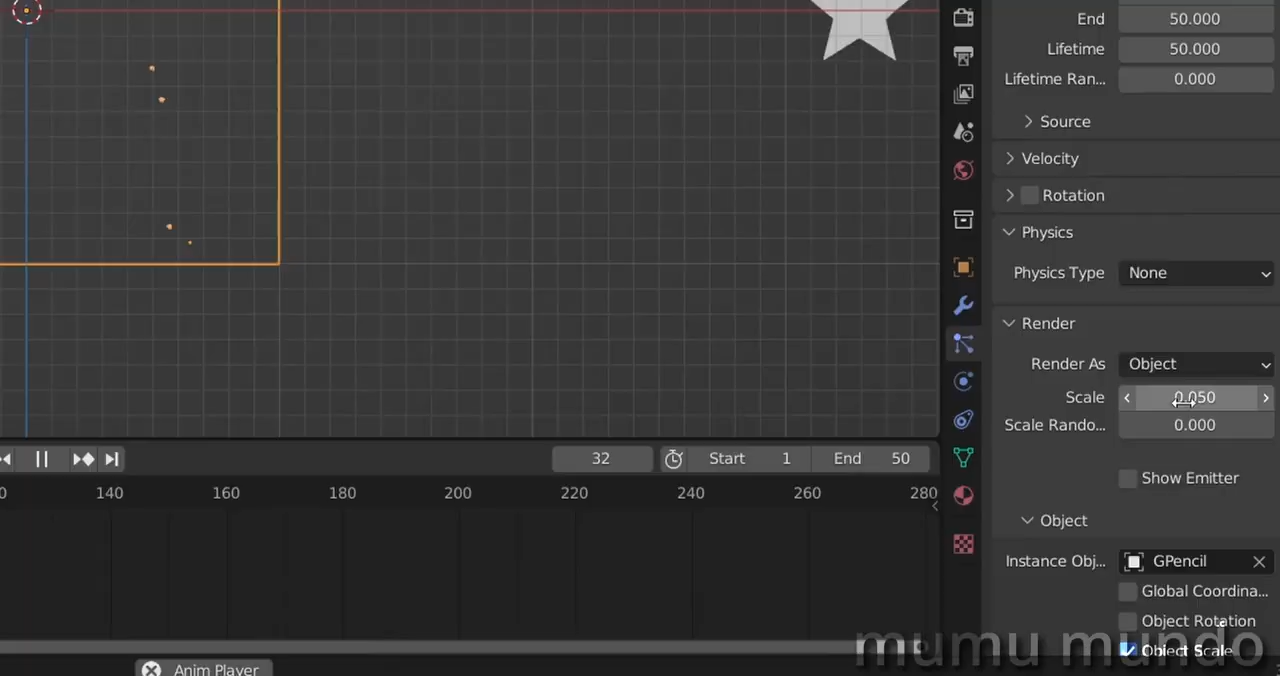 End 50.000
Lifetime 50.000
Lifetime Ran... 0.000
Source
Velocity
Rotation
Physics
Physics Type None
Render
Render As Object
Scale 0.050
Scale Rando... 0.000
Show Emitter
Object
Instance Obj... GPencil
Global Coordina...
Object Rotation
Object Scale
32 Start 1 End 50
0 140 160 180 200 220 240 260 280
mumu mundo
Anim Player